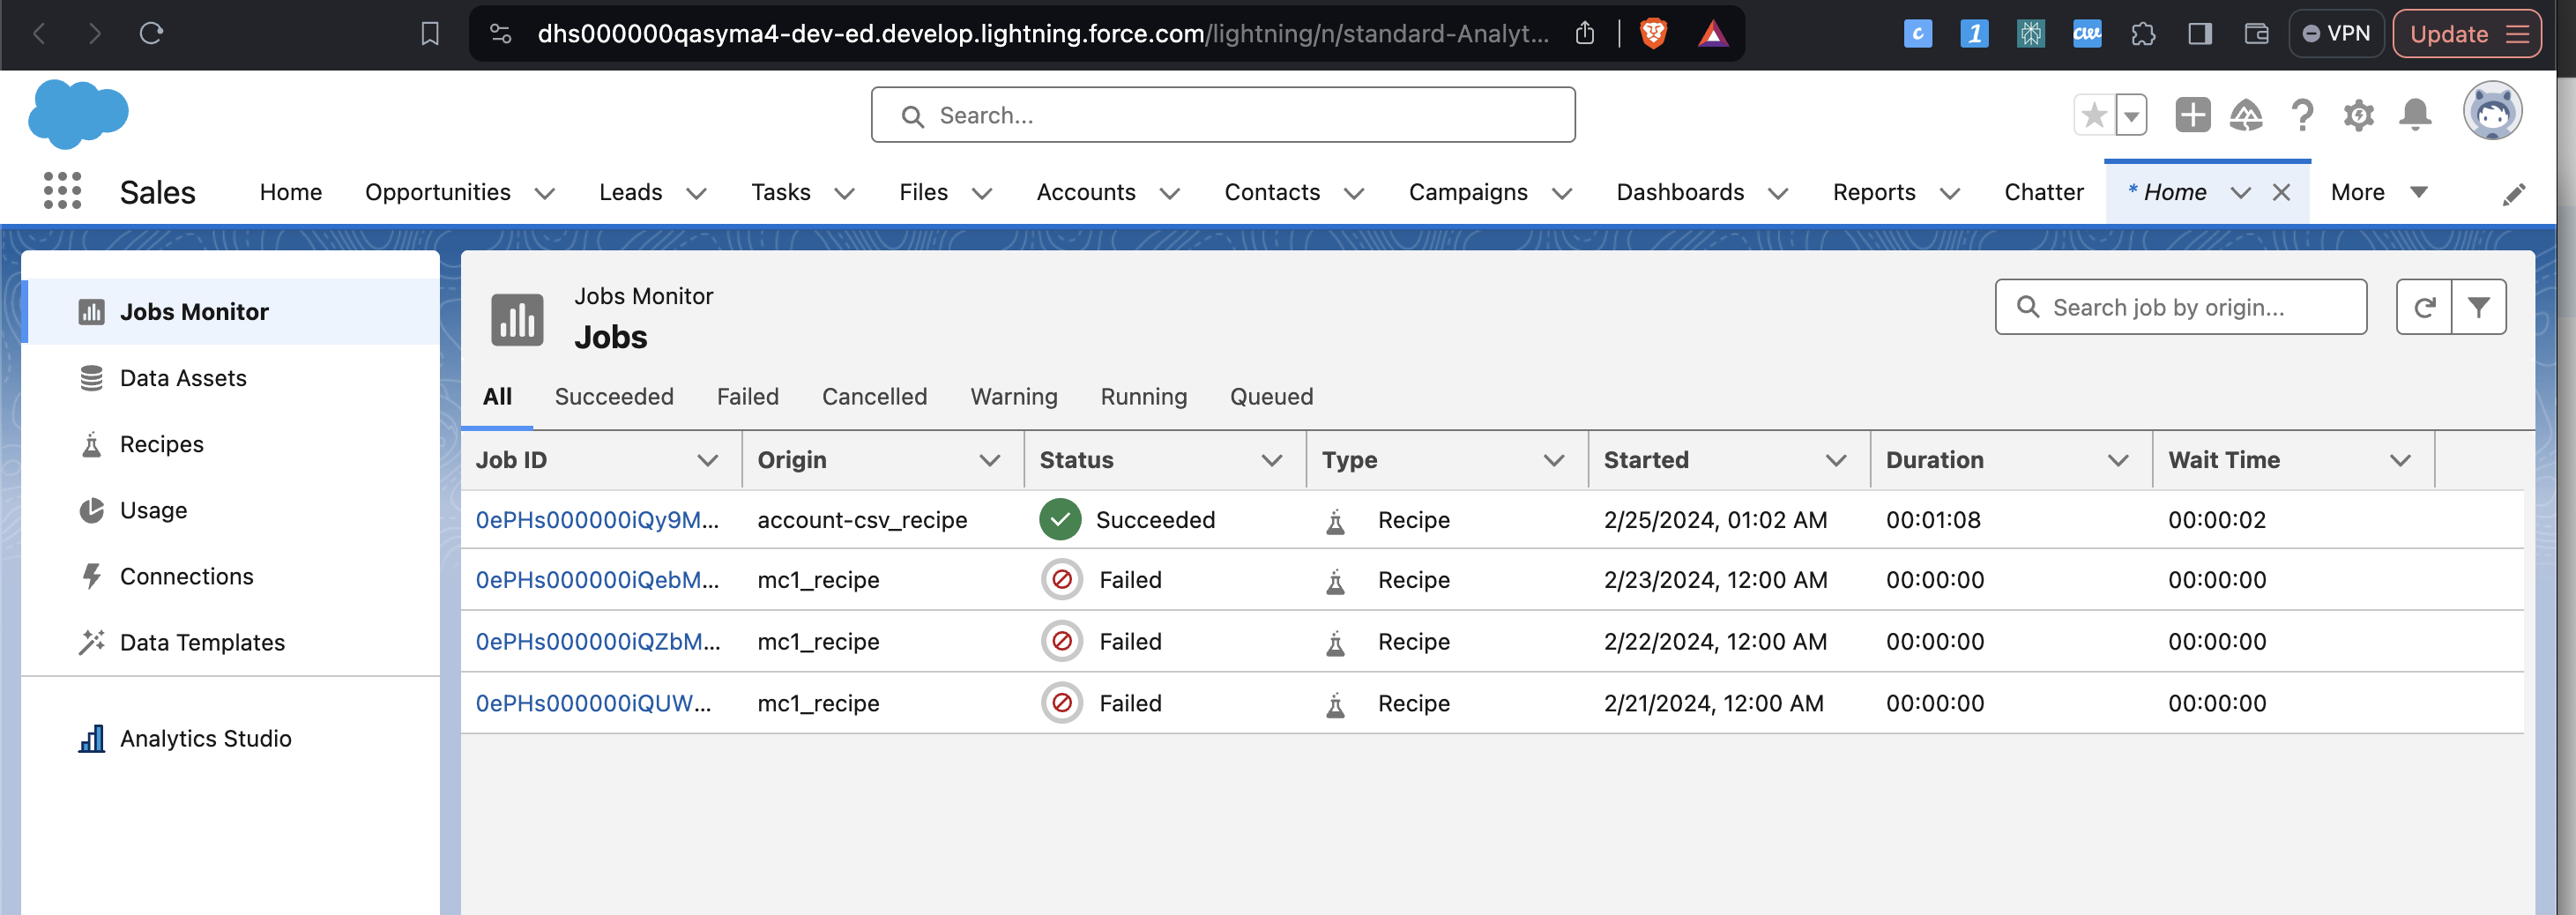 dhs000000qasyma4-dev-ed.develop.lightning.force.com/lightning/n/standard-Analyt...
VPN
Update
Search...
Sales Home Opportunities Leads Tasks Files Accounts Contacts Campaigns Dashboards Reports Chatter * Home More
Jobs Monitor
Data Assets
Recipes
Usage
Connections
Data Templates
Analytics Studio
Jobs Monitor
Jobs
Search job by origin...
All Succeeded Failed Cancelled Warning Running Queued
Job ID Origin Status Type Started Duration Wait Time
0ePHs000000iQy9M... account-csv_recipe Succeeded Recipe 2/25/2024, 01:02 AM 00:01:08 00:00:02
0ePHs000000iQebM... mc1_recipe Failed Recipe 2/23/2024, 12:00 AM 00:00:00 00:00:00
0ePHs000000iQZbM... mc1_recipe Failed Recipe 2/22/2024, 12:00 AM 00:00:00 00:00:00
0ePHs000000iQUW... mc1_recipe Failed Recipe 2/21/2024, 12:00 AM 00:00:00 00:00:00